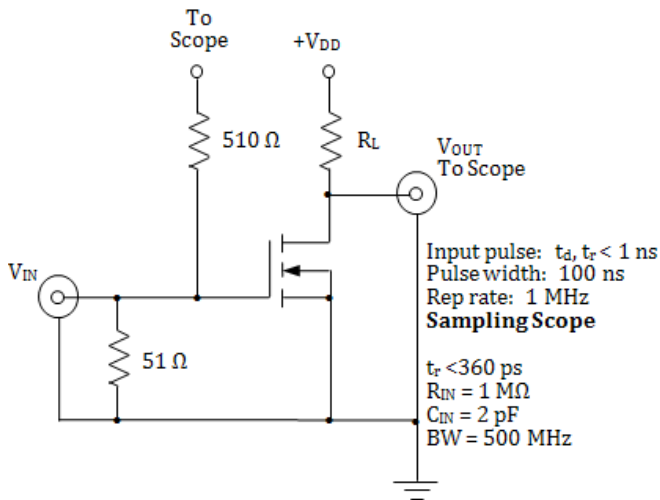 To
Scope
+VDD
510 Ω
RL
VOUT
To Scope
VIN
51 Ω
Input pulse: td, tr < 1 ns
Pulse width: 100 ns
Rep rate: 1 MHz
Sampling Scope
tr <360 ps
RIN = 1 MΩ
CIN = 2 pF
BW = 500 MHz